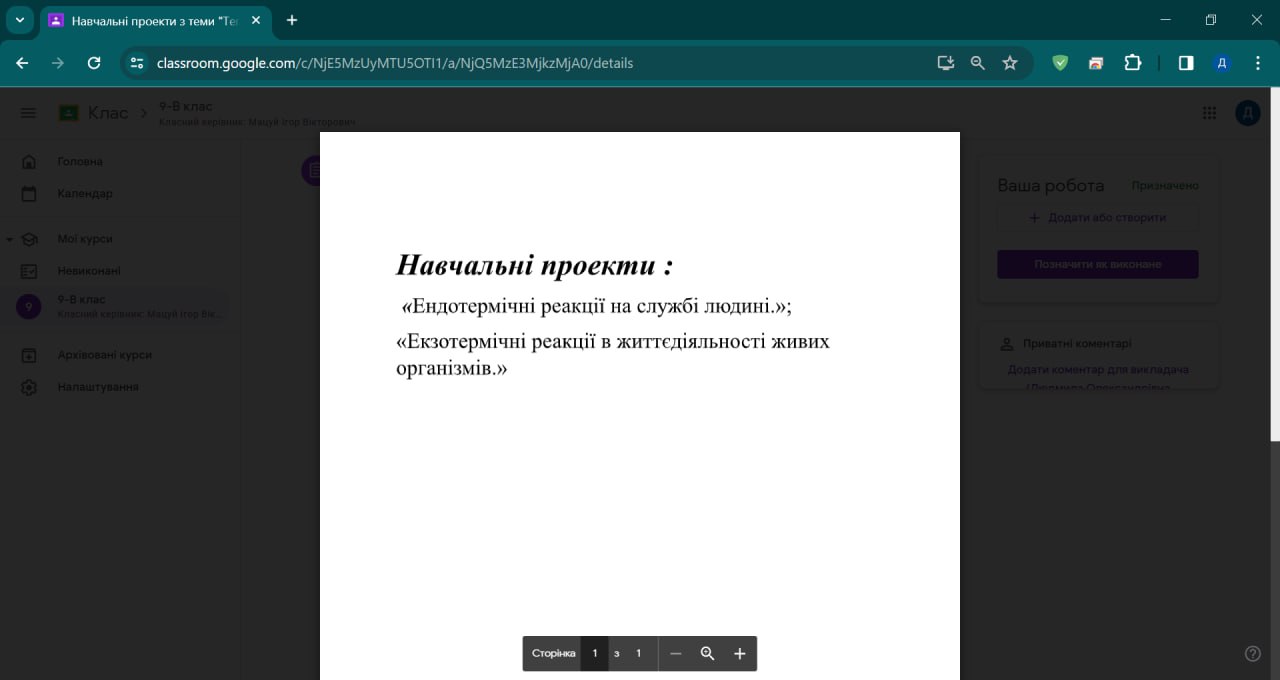 Навчальні проекти з теми "Те
classroom.google.com/c/NjE5MzUyMTU5OTI1/a/NjQ5MzE3MjkzMjA0/details
Д
Клас
9-В клас
Класний керівник: Мацуй Ігор Вікторович
Д
Головна
Календар
Мої курси
Невиконані
9
9-В клас
Класний керівник: Мацуй Ігор Вік...
Архівовані курси
Налаштування
Навчальні проекти :
«Ендотермічні реакції на службі людині.»;
«Екзотермічні реакції в життєдіяльності живих
організмів.»
Ваша робота
Призначено
+ Додати або створити
Позначити як виконане
Приватні коментарі
Додати коментар для викладача
(Людмила Олександрівна
Сторінка 1 з 1